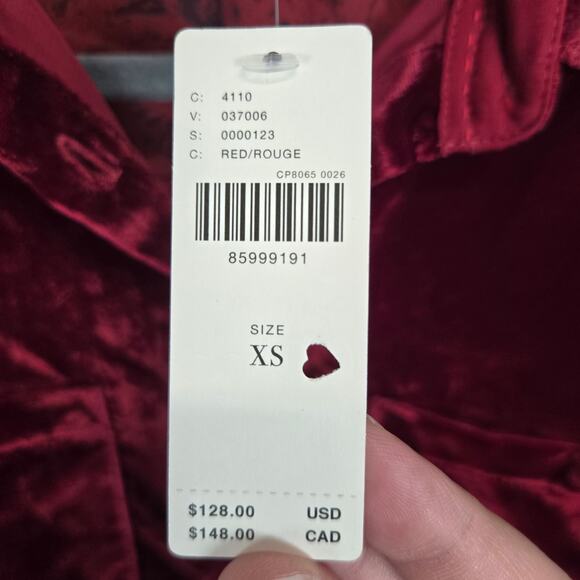 C: 4110
V: 037006
S: 0000123
C: RED/ROUGE
CP8065 0026
85999191
SIZE
XS
$128.00 USD
$148.00 CAD